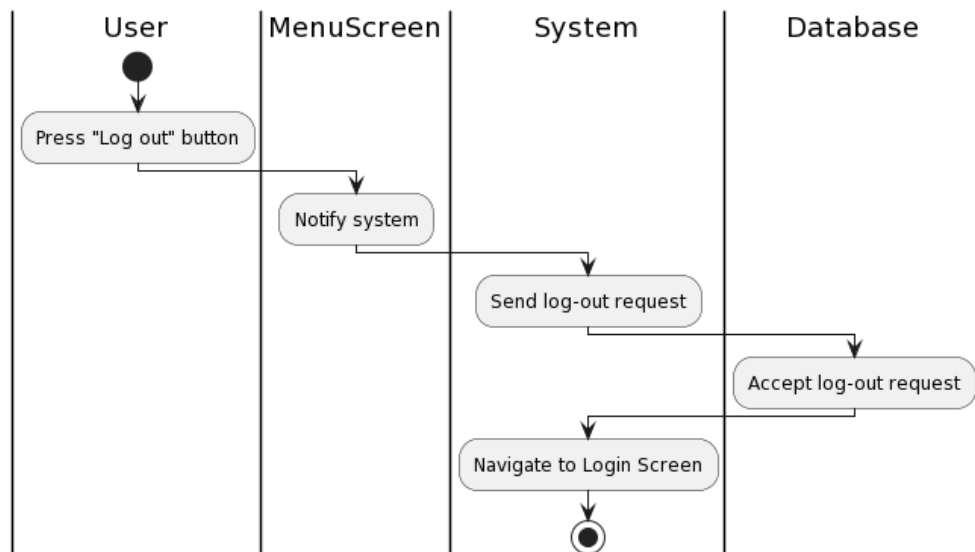 User
MenuScreen
System
Database
Press "Log out" button
Notify system
Send log-out request
Accept log-out request
Navigate to Login Screen